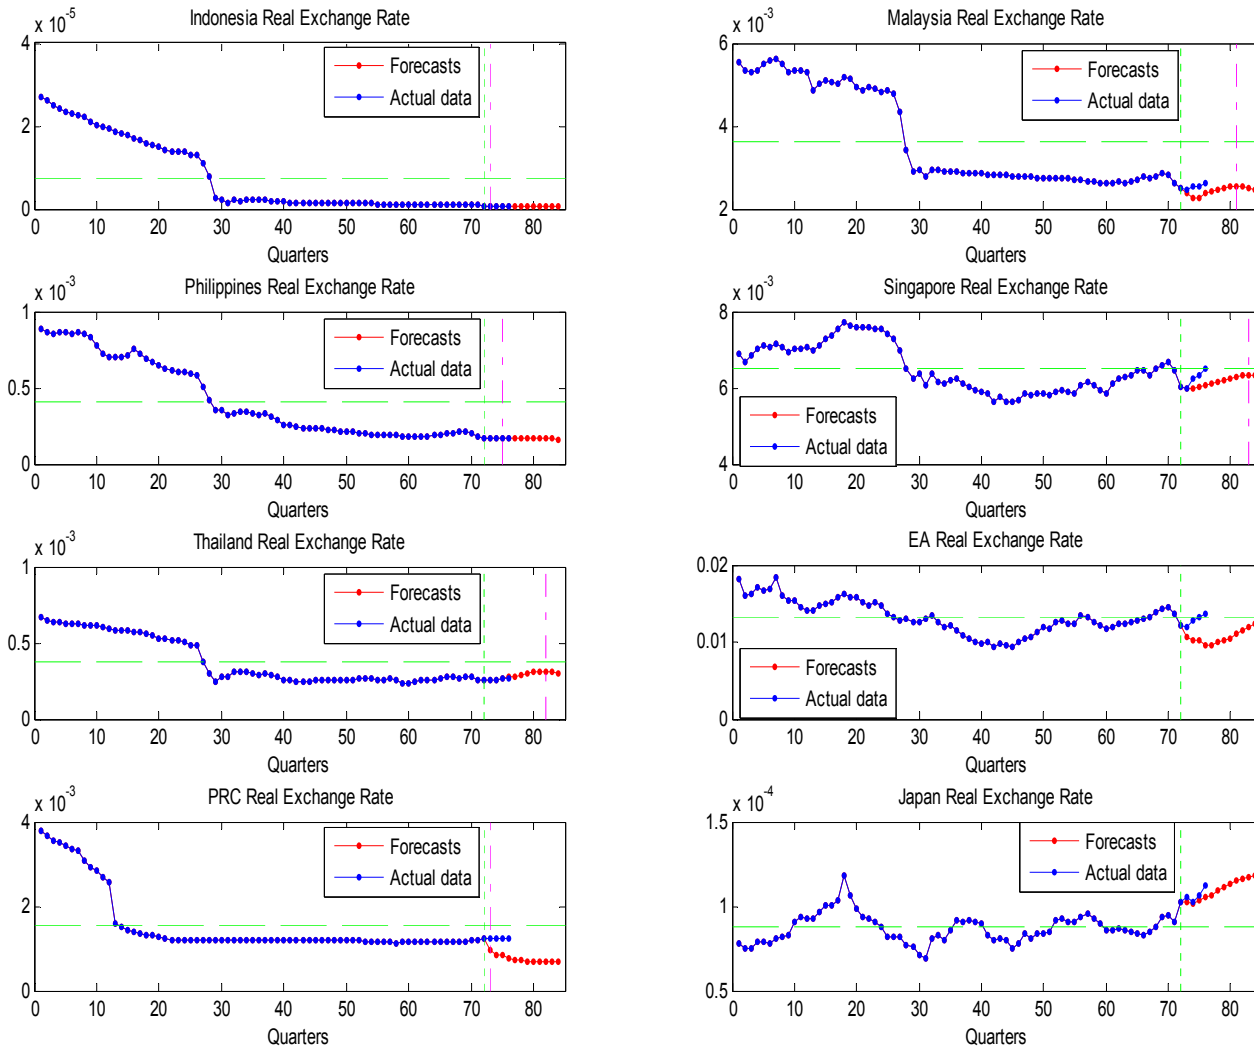 Indonesia Real Exchange Rate
x 10^-5
4
2
0
Forecasts
Actual data
0 10 20 30 40 50 60 70 80
Quarters
Malaysia Real Exchange Rate
x 10^-3
6
4
2
Forecasts
Actual data
0 10 20 30 40 50 60 70 80
Quarters
Philippines Real Exchange Rate
x 10^-3
1
0.5
0
Forecasts
Actual data
0 10 20 30 40 50 60 70 80
Quarters
Singapore Real Exchange Rate
x 10^-3
8
6
4
Forecasts
Actual data
0 10 20 30 40 50 60 70 80
Quarters
Thailand Real Exchange Rate
x 10^-3
1
0.5
0
Forecasts
Actual data
0 10 20 30 40 50 60 70 80
Quarters
EA Real Exchange Rate
0.02
0.01
0
Forecasts
Actual data
0 10 20 30 40 50 60 70 80
Quarters
PRC Real Exchange Rate
x 10^-3
4
2
0
Forecasts
Actual data
0 10 20 30 40 50 60 70 80
Quarters
Japan Real Exchange Rate
x 10^-4
1.5
1
0.5
Forecasts
Actual data
0 10 20 30 40 50 60 70 80
Quarters